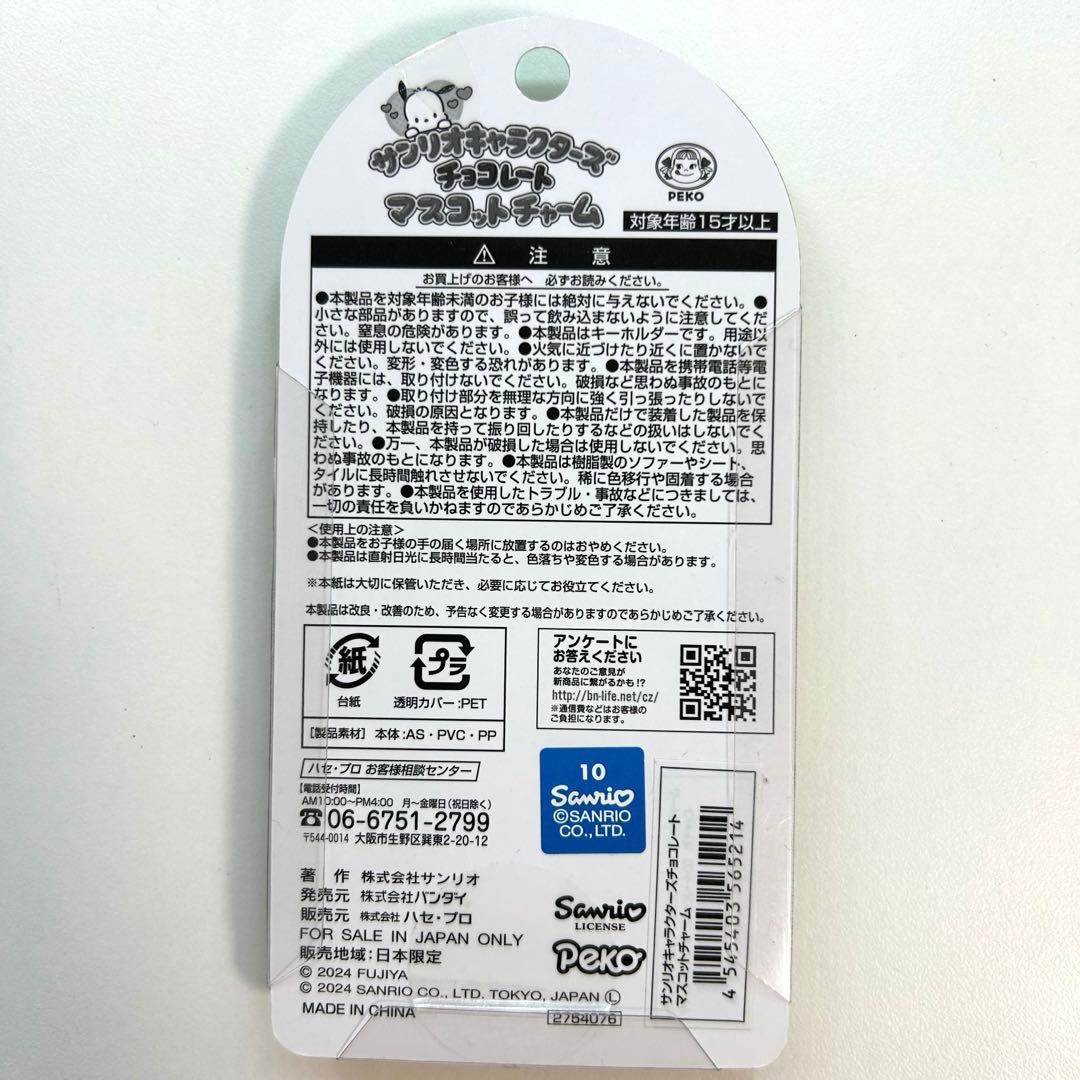 サンリオキャラクターズ
チョコレート
マスコットチャーム
PEKO
対象年齢15才以上
注 意
お買上げのお客様へ 必ずお読みください。
●本製品を対象年齢未満のお子様には絶対に与えないでください。●
小さな部品がありますので、誤って飲み込まないように注意してくだ
さい。窒息の危険があります。●本製品はキーホルダーです。用途以
外には使用しないでください。●火気に近づけたり近くに置かないで
ください。変形・変色する恐れがあります。●本製品を携帯電話等電
子機器には、取り付けないでください。破損など思わぬ事故のもとに
なります。●取り付け部分を無理な方向に強く引っ張ったりしないで
ください。破損の原因となります。●本製品だけで装着した製品を保
持したり、本製品を持って振り回したりするなどの扱いはしないでく
ださい。●万一、本製品が破損した場合は使用しないでください。思
わぬ事故のもとになります。●本製品は樹脂製のソファーやシート、
タイルに長時間触れさせないでください。稀に色移行や固着する場合
があります。●本製品を使用したトラブル・事故などにつきましては、
一切の責任を負いかねますのであらかじめご了承ください。
<使用上の注意>
●本製品をお子様の手の届く場所に放置するのはおやめください。
●本製品は直射日光に長時間当たると、色落ちや変色する場合があります。
※本紙は大切に保管いただき、必要に応じてお役立てください。
本製品は改良・改善のため、予告なく変更する場合がありますのであらかじめご了承ください。
紙
台紙
プラ
透明カバー:PET
[製品素材] 本体:AS・PVC・PP
アンケートに
お答えください
あなたのご意見が
新商品に繋がるかも!?
http://bn-life.net/cz/
※通信費などはお客様の
ご負担になります。
ハセ・プロ お客様相談センター
【電話受付時間】
AM10:00~PM4:00 月~金曜日(祝日除く)
☎06-6751-2799
〒544-0014 大阪市生野区巽東2-20-12
10
Sanrio
©SANRIO
CO., LTD.
著 作 株式会社サンリオ
発売元 株式会社バンダイ
販売元 株式会社 ハセ・プロ
FOR SALE IN JAPAN ONLY
販売地域:日本限定
© 2024 FUJIYA
© 2024 SANRIO CO., LTD. TOKYO, JAPAN Ⓛ
MADE IN CHINA
Sanrio
LICENSE
PeKo
2754076
サンリオキャラクターズチョコレート
マスコットチャーム
4 545403 565214